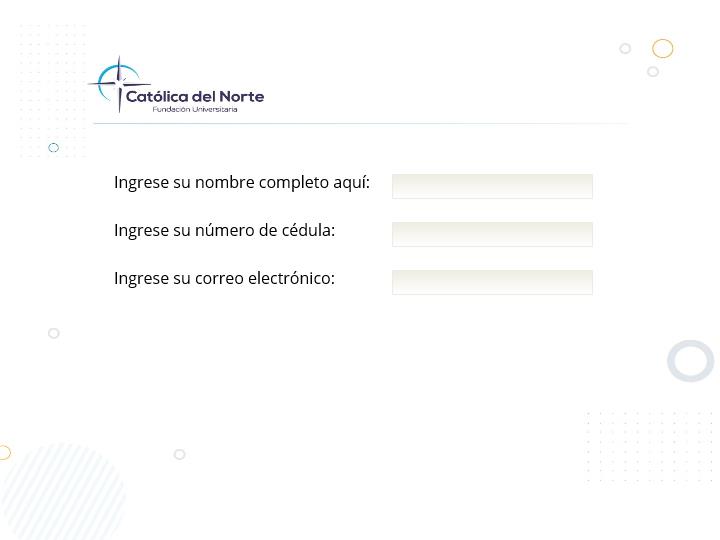 Católica del Norte
Fundación Universitaria
Ingrese su nombre completo aquí:
Ingrese su número de cédula:
Ingrese su correo electrónico: